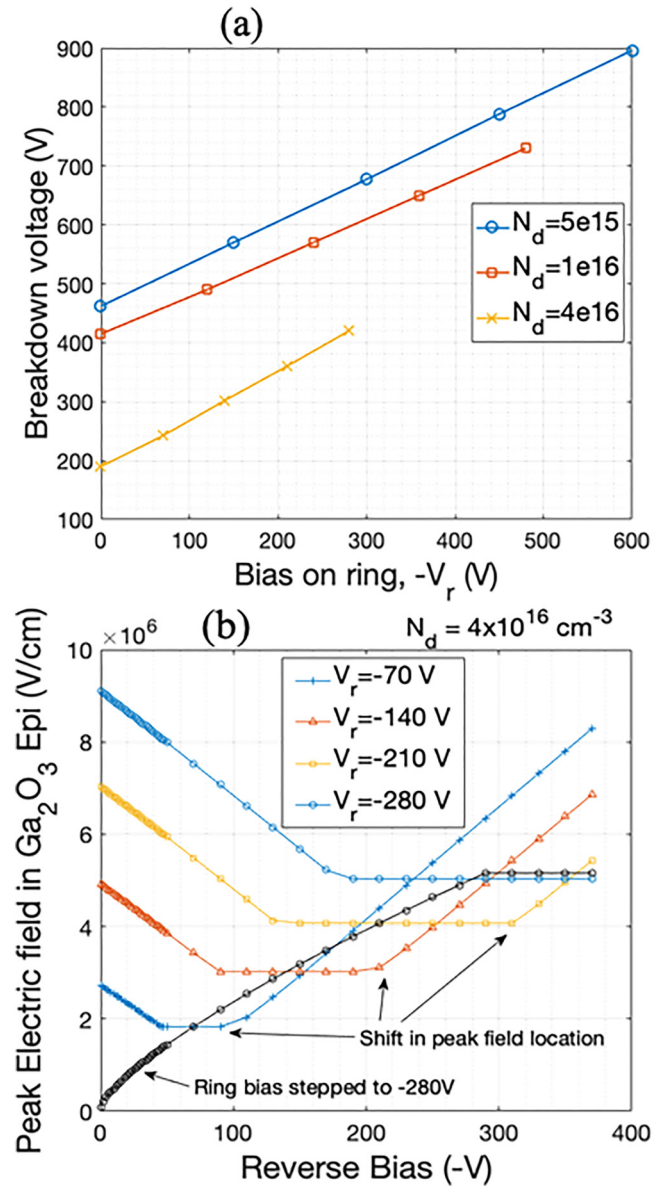 (a)
900
800
700
600
500
400
300
200
100
Breakdown voltage (V)
N_d=5e15
N_d=1e16
N_d=4e16
0 100 200 300 400 500 600
Bias on ring, -V_r (V)
(b)
×10^6
N_d = 4x10^16 cm^-3
10
8
6
4
2
0
Peak Electric field in Ga_2O_3 Epi (V/cm)
V_r=-70 V
V_r=-140 V
V_r=-210 V
V_r=-280 V
Shift in peak field location
Ring bias stepped to -280V
0 100 200 300 400
Reverse Bias (-V)